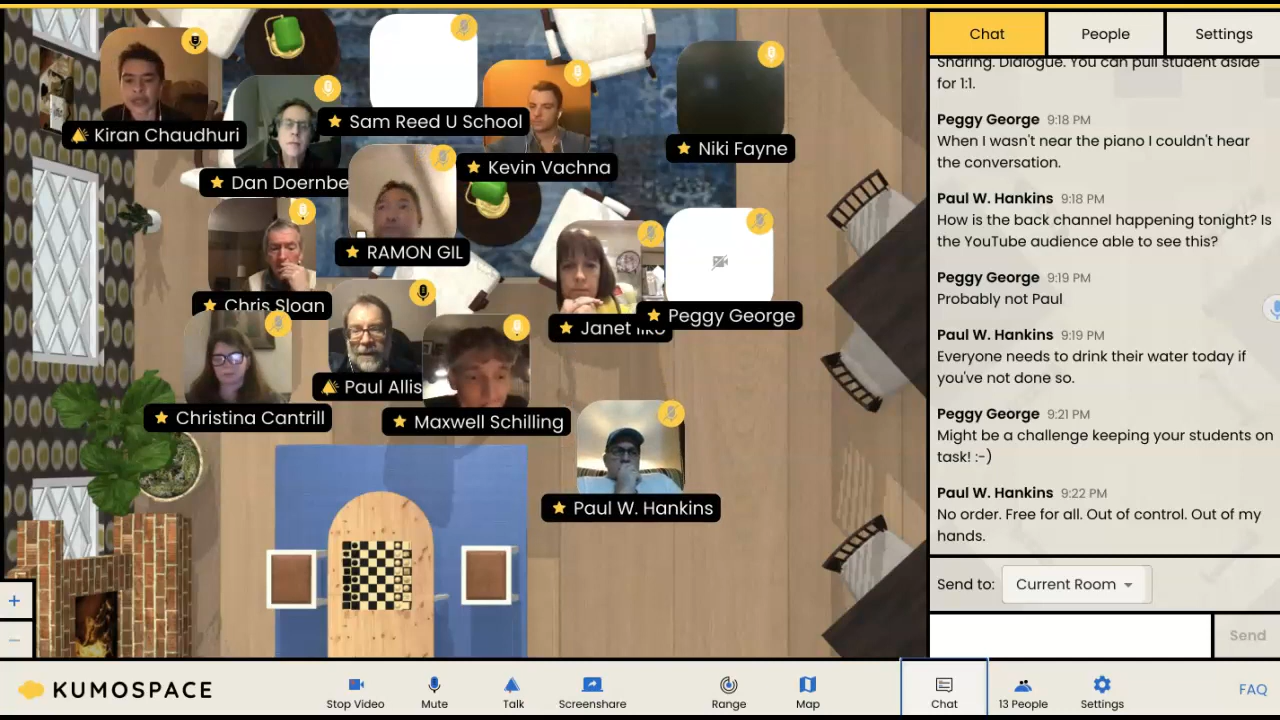 Kiran Chaudhuri
Sam Reed U School
Niki Fayne
Kevin Vachna
Dan Doernbe
RAMON GIL
Chris Sloan
Peggy George
Janet
Paul Allis
Christina Cantrill
Maxwell Schilling
Paul W. Hankins
Chat People Settings
Sharing. Dialogue. You can pull student aside
for 1:1.
Peggy George 9:18 PM
When I wasn't near the piano I couldn't hear
the conversation.
Paul W. Hankins 9:18 PM
How is the back channel happening tonight? Is
the YouTube audience able to see this?
Peggy George 9:19 PM
Probably not Paul
Paul W. Hankins 9:19 PM
Everyone needs to drink their water today if
you've not done so.
Peggy George 9:21 PM
Might be a challenge keeping your students on
task! :-)
Paul W. Hankins 9:22 PM
No order. Free for all. Out of control. Out of my
hands.
Send to: Current Room
Send
KUMOSPACE
Stop Video Mute Talk Screenshare Range Map Chat 13 People Settings FAQ